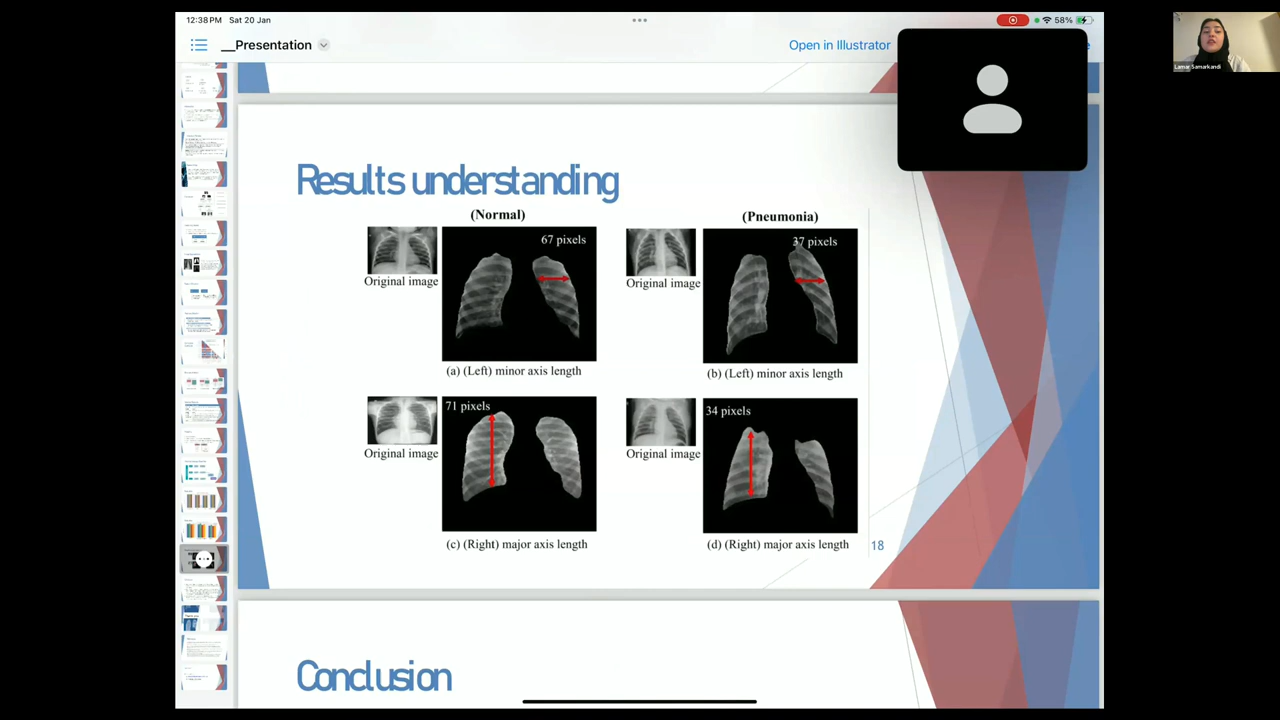 12:38 PM Sat 20 Jan
58%
__Presentation
Open in Illustrator
Lamar Samarkandi
Results understanding
(Normal)
(Pneumonia)
67 pixels
37 pixels
Original image
Original image
(a) (Left) minor axis length
(b) (Left) minor axis length
71 pixels
34 pixels
Original image
Original image
(c) (Right) major axis length
(d) (Right) major axis length
18
Conclusion